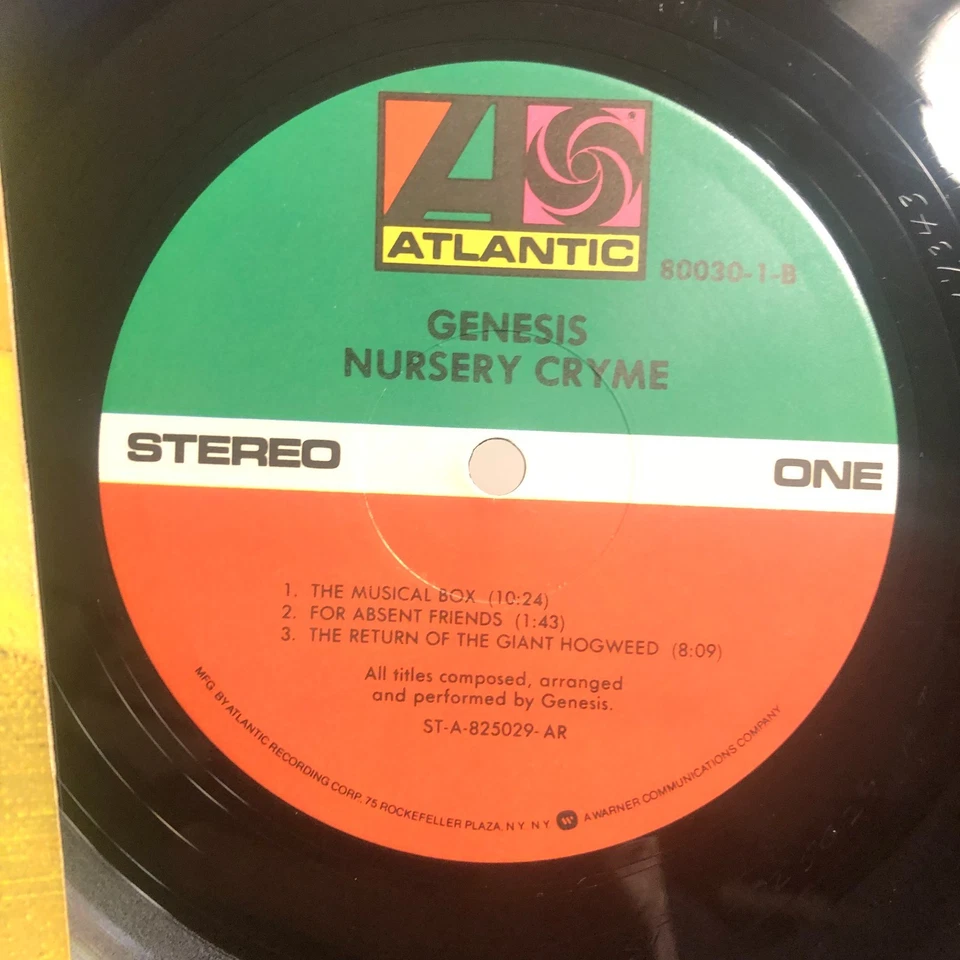 ATLANTIC
80030-1-B
GENESIS
NURSERY CRYME
STEREO
ONE
1. THE MUSICAL BOX (10:24)
2. FOR ABSENT FRIENDS (1:43)
3. THE RETURN OF THE GIANT HOGWEED (8:09)
All titles composed, arranged
and performed by Genesis.
ST-A-825029-AR
MFG BY ATLANTIC RECORDING CORP. 75 ROCKEFELLER PLAZA. N.Y. N.Y. A WARNER COMMUNICATIONS COMPANY